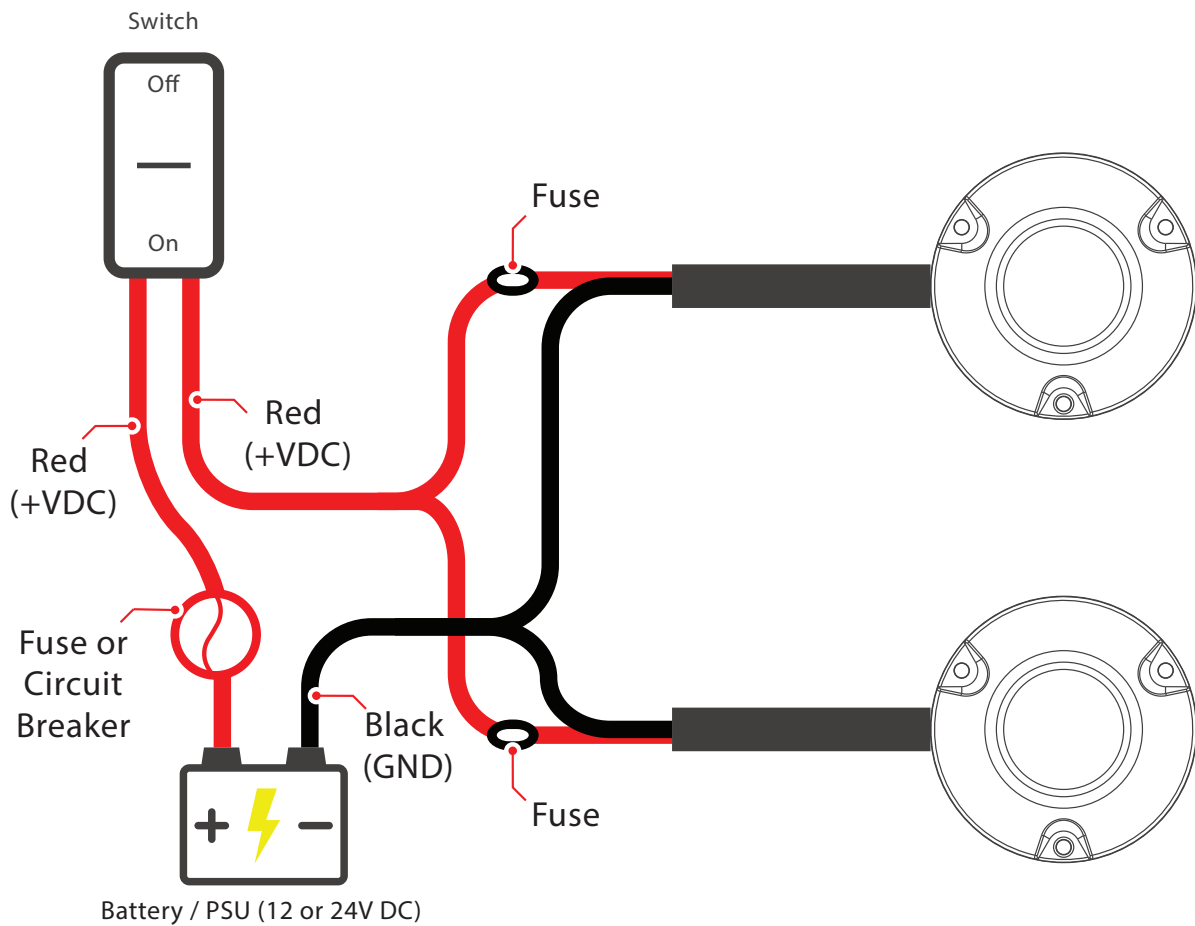 Switch
Off
On
Fuse
Red
(+VDC)
Red
(+VDC)
Fuse or
Circuit
Breaker
Black
(GND)
Fuse
+
−
Battery / PSU (12 or 24V DC)